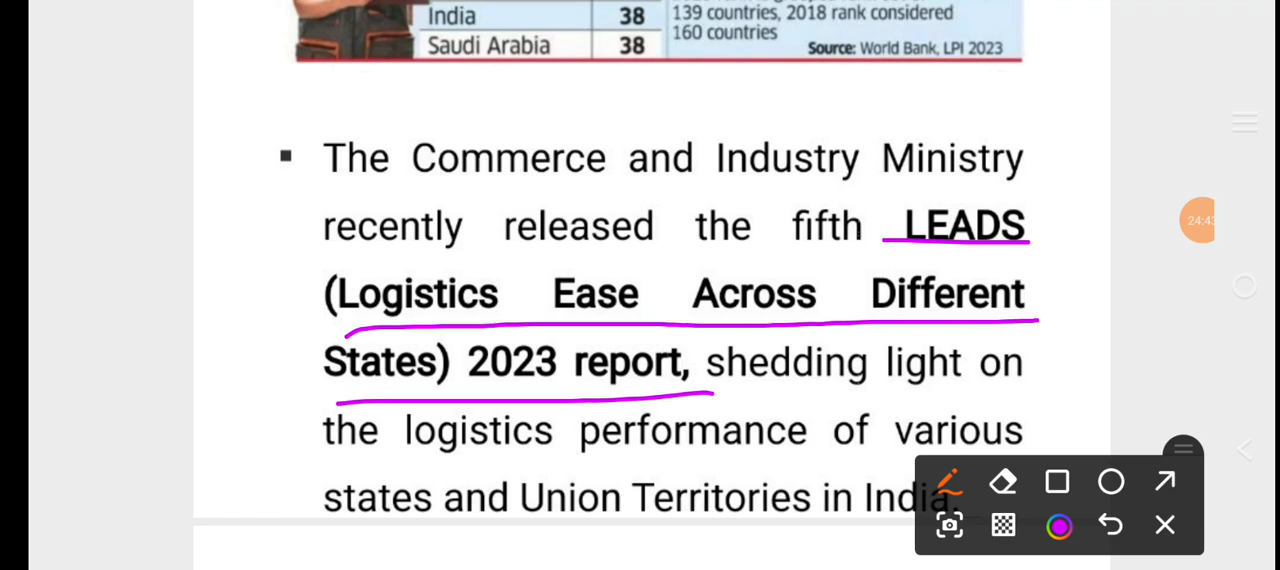 India 38
139 countries, 2018 rank considered
160 countries
Saudi Arabia 38
Source: World Bank, LPI 2023
▪ The Commerce and Industry Ministry
recently released the fifth LEADS
(Logistics Ease Across Different
States) 2023 report, shedding light on
the logistics performance of various
states and Union Territories in India.
24:43